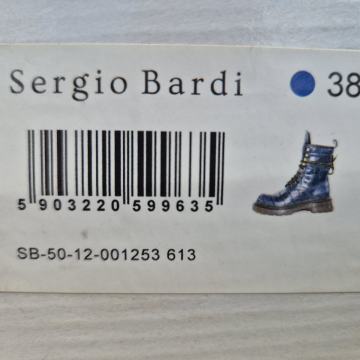 Sergio Bardi 38
5 903220 599635
SB-50-12-001253 613